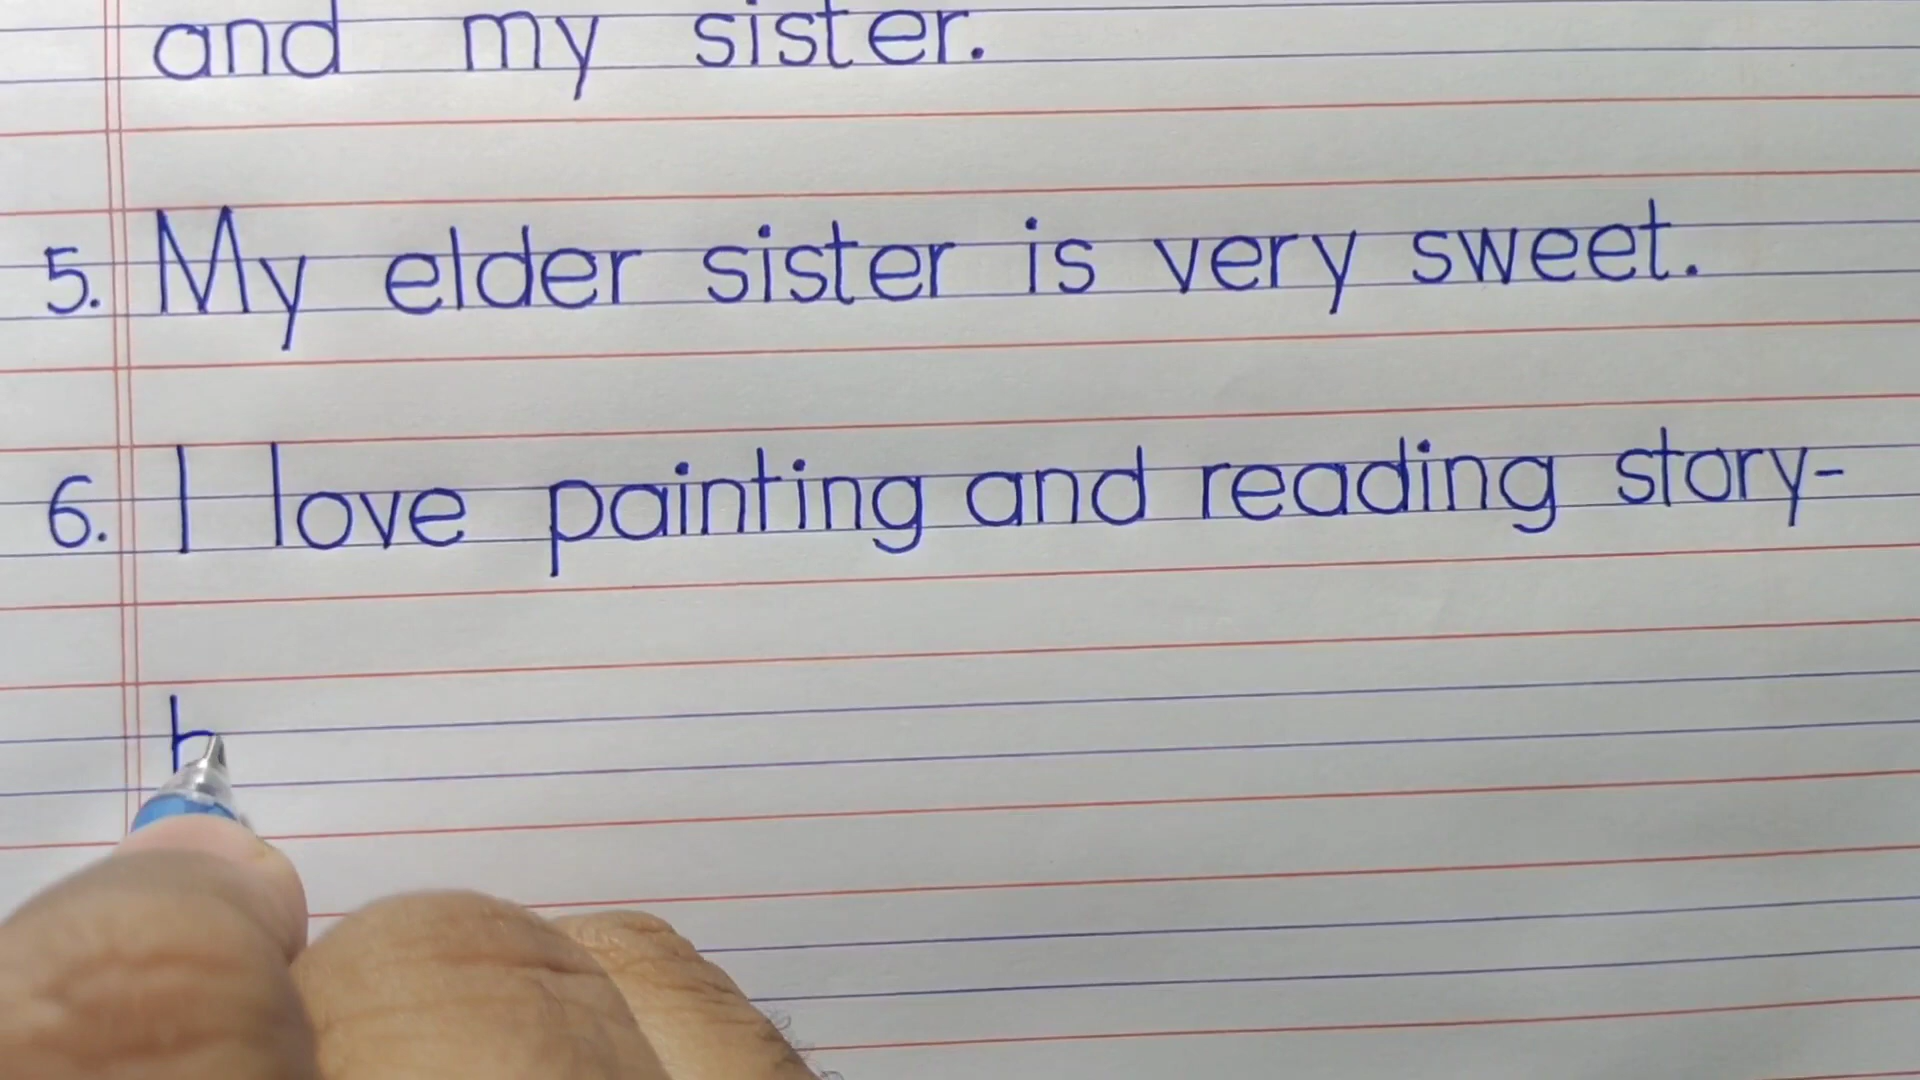 and my sister.
5. My elder sister is very sweet.
6. I love painting and reading story-